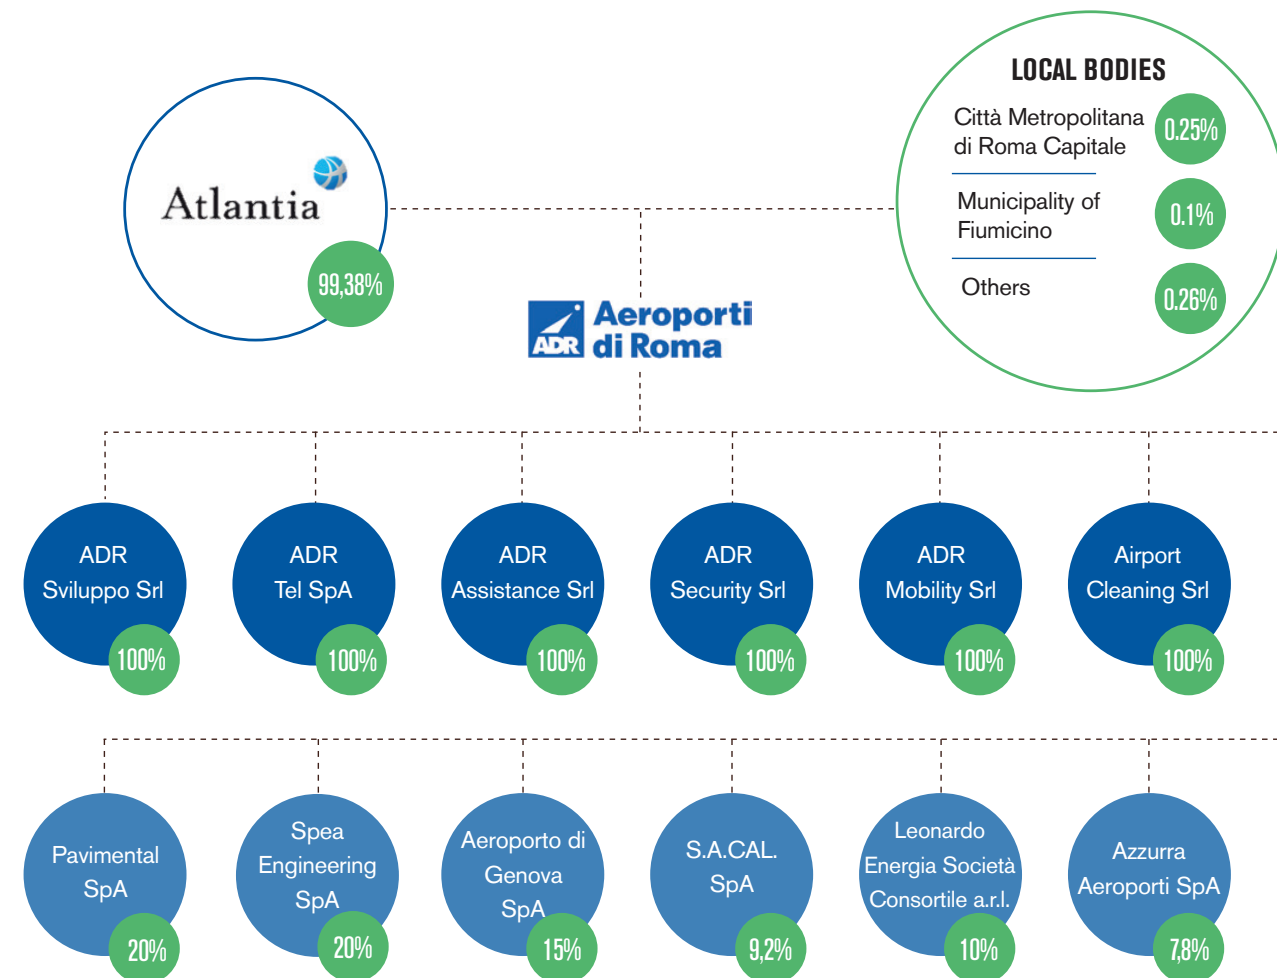 Atlantia
99,38%
LOCAL BODIES
Città Metropolitana
di Roma Capitale
0.25%
Municipality of
Fiumicino
0.1%
Others
0.26%
ADR
Aeroporti
di Roma
ADR
Sviluppo Srl
100%
ADR
Tel SpA
100%
ADR
Assistance Srl
100%
ADR
Security Srl
100%
ADR
Mobility Srl
100%
Airport
Cleaning Srl
100%
Pavimental
SpA
20%
Spea
Engineering
SpA
20%
Aeroporto di
Genova
SpA
15%
S.A.CAL.
SpA
9,2%
Leonardo
Energia Società
Consortile a.r.l.
10%
Azzurra
Aeroporti SpA
7,8%